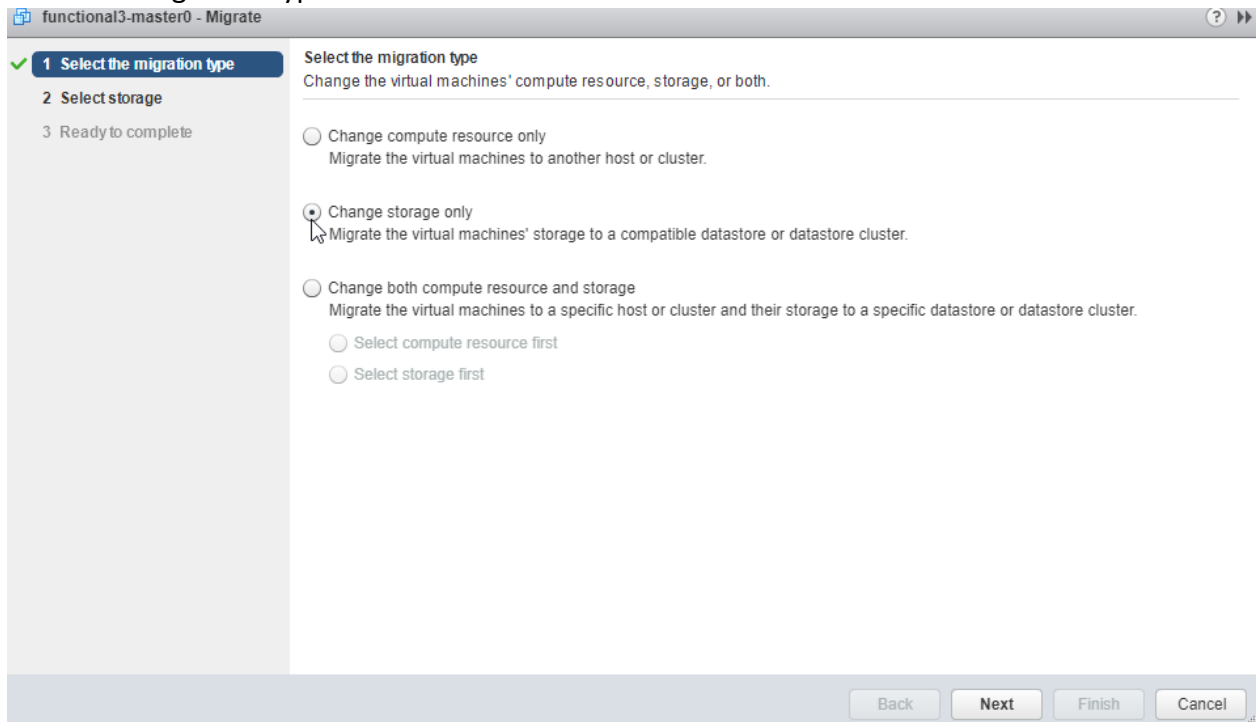 functional3-master0 - Migrate
1 Select the migration type
2 Select storage
3 Ready to complete
Select the migration type
Change the virtual machines' compute resource, storage, or both.
Change compute resource only
Migrate the virtual machines to another host or cluster.
Change storage only
Migrate the virtual machines' storage to a compatible datastore or datastore cluster.
Change both compute resource and storage
Migrate the virtual machines to a specific host or cluster and their storage to a specific datastore or datastore cluster.
Select compute resource first
Select storage first
Back Next Finish Cancel